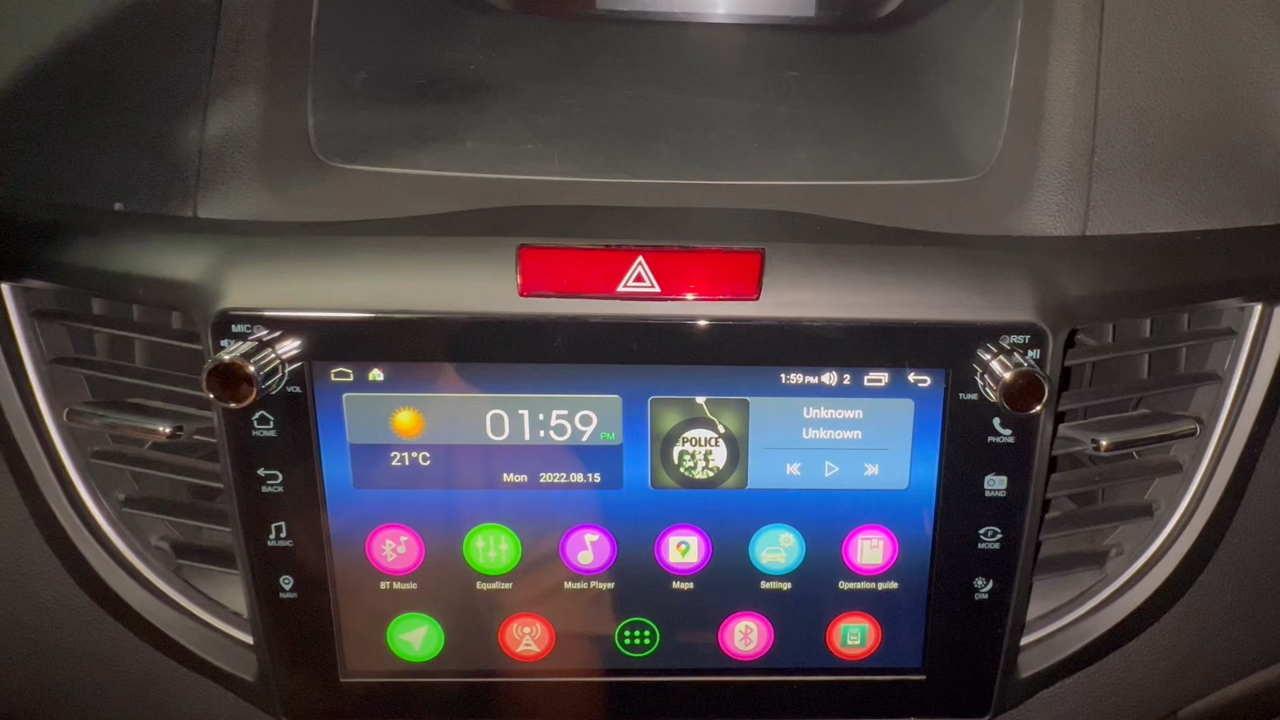 MIC
RST
VOL
TUNE
1:59 PM 2
01:59 PM
21°C
Mon 2022.08.15
POLICE
Unknown
Unknown
HOME
BACK
MUSIC
NAVI
PHONE
BAND
MODE
DIM
BT Music
Equalizer
Music Player
Maps
Settings
Operation guide